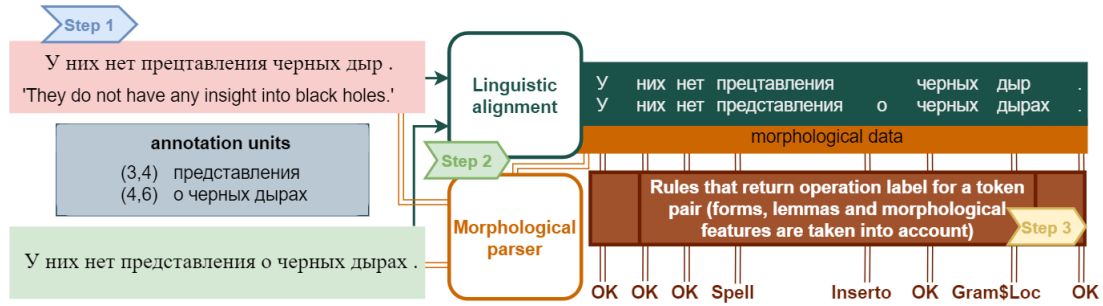 Step 1
У них нет прецтавления черных дыр .
'They do not have any insight into black holes.'
annotation units
(3,4) представления
(4,6) о черных дырах
У них нет представления о черных дырах .
Linguistic
alignment
Step 2
Morphological
parser
У них нет прецтавления черных дыр .
У них нет представления о черных дырах .
morphological data
Rules that return operation label for a token
pair (forms, lemmas and morphological
features are taken into account)
Step 3
OK OK OK Spell Inserto OK Gram$Loc OK